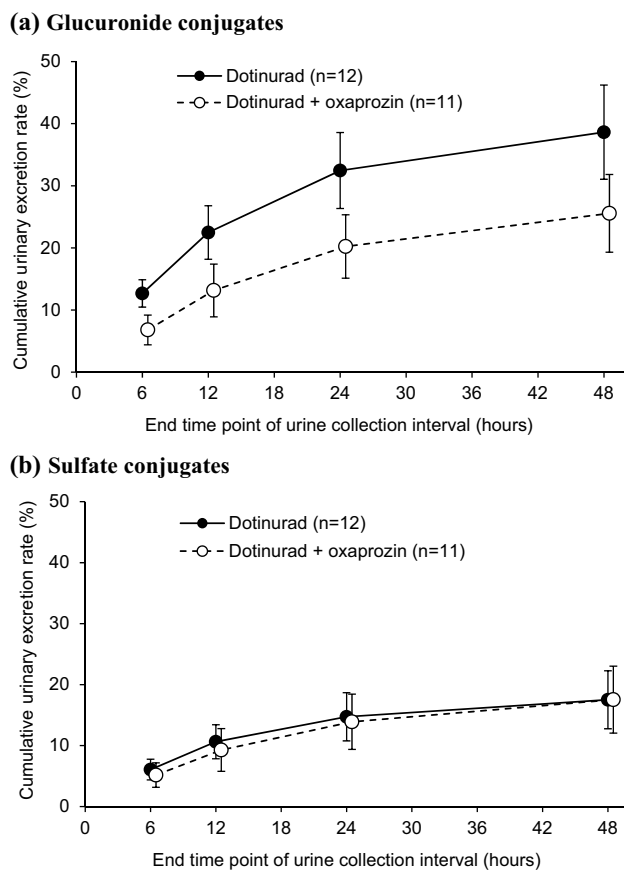 (a) Glucuronide conjugates
Cumulative urinary excretion rate (%)
50
40
30
20
10
0
Dotinurad (n=12)
Dotinurad + oxaprozin (n=11)
0 6 12 18 24 30 36 42 48
End time point of urine collection interval (hours)
(b) Sulfate conjugates
Cumulative urinary excretion rate (%)
50
40
30
20
10
0
Dotinurad (n=12)
Dotinurad + oxaprozin (n=11)
0 6 12 18 24 30 36 42 48
End time point of urine collection interval (hours)